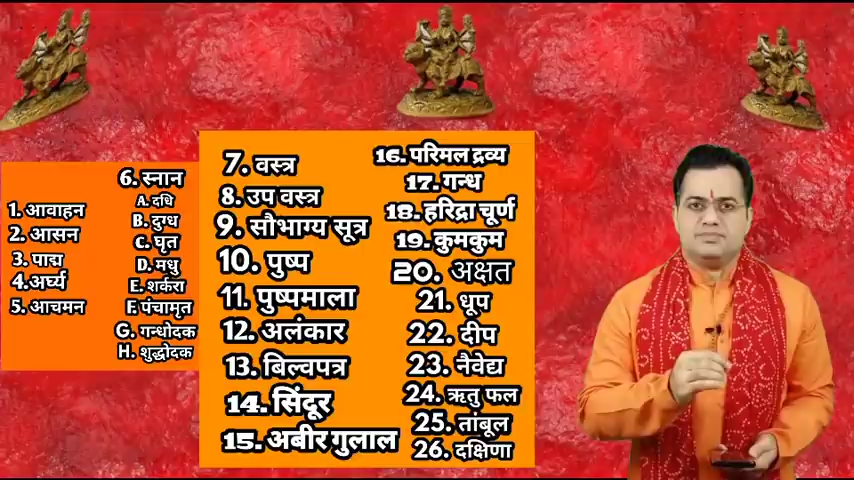 1. आवाहन
2. आसन
3. पाद्य
4. अर्घ्य
5. आचमन
6. स्नान
A. दधि
B. दुग्ध
C. घृत
D. मधु
E. शर्करा
F. पंचामृत
G. गन्धोदक
H. शुद्धोदक
7. वस्त्र
8. उप वस्त्र
9. सौभाग्य सूत्र
10. पुष्प
11. पुष्पमाला
12. अलंकार
13. बिल्वपत्र
14. सिंदूर
15. अबीर गुलाल
16. परिमल द्रव्य
17. गन्ध
18. हरिद्रा चूर्ण
19. कुमकुम
20. अक्षत
21. धूप
22. दीप
23. नैवेद्य
24. ऋतु फल
25. तांबूल
26. दक्षिणा